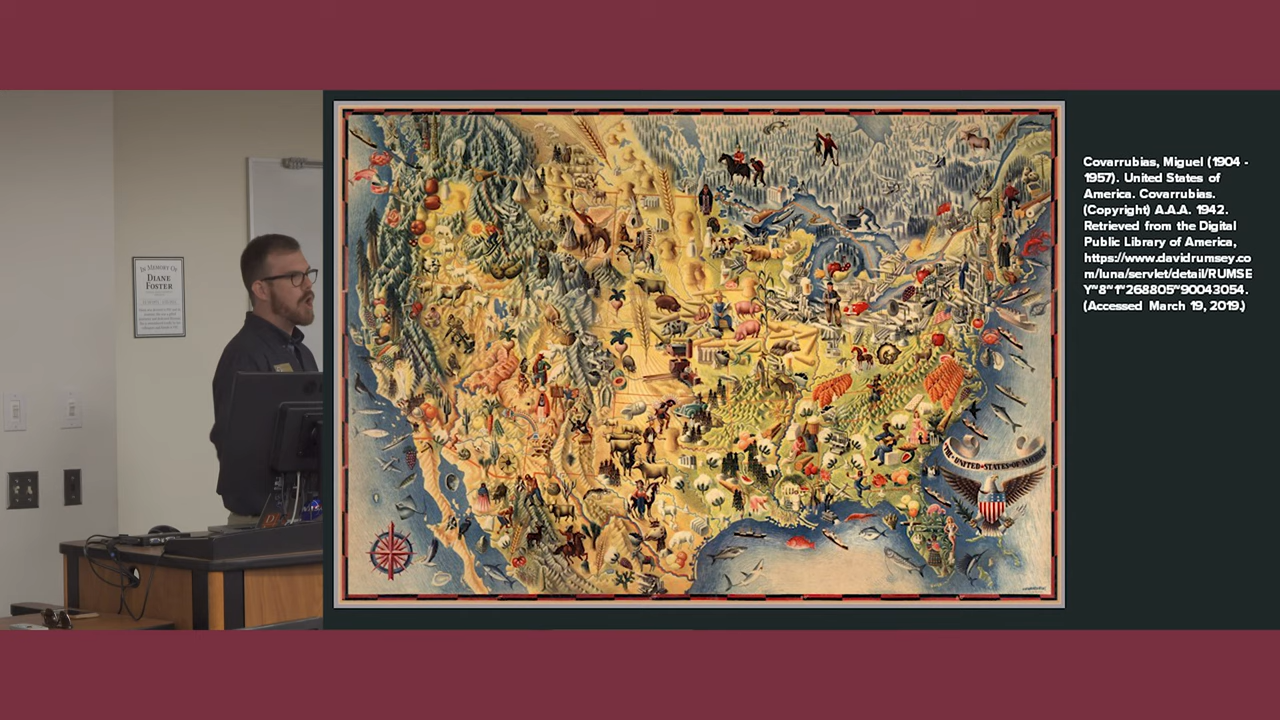 IN MEMORY OF
DIANE
FOSTER
THE UNITED STATES OF AMERICA
Covarrubias, Miguel (1904 -
1957). United States of
America. Covarrubias.
(Copyright) A.A.A. 1942.
Retrieved from the Digital
Public Library of America,
https://www.davidrumsey.co
m/luna/servlet/detail/RUMSE
Y~8~1~268805~90043054.
(Accessed March 19, 2019.)